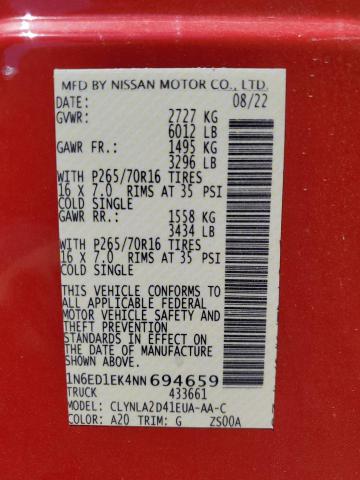 MFD BY NISSAN MOTOR CO., LTD.
DATE: 08/22
GVWR: 2727 KG
6012 LB
GAWR FR.: 1495 KG
3296 LB
WITH P265/70R16 TIRES
16 X 7.0 RIMS AT 35 PSI
COLD SINGLE
GAWR RR.: 1558 KG
3434 LB
WITH P265/70R16 TIRES
16 X 7.0 RIMS AT 35 PSI
COLD SINGLE
THIS VEHICLE CONFORMS TO
ALL APPLICABLE FEDERAL
MOTOR VEHICLE SAFETY AND
THEFT PREVENTION
STANDARDS IN EFFECT ON
THE DATE OF MANUFACTURE
SHOWN ABOVE.
1N6ED1EK4NN694659
TRUCK 433661
MODEL: CLYNLA2D41EUA-AA-C
COLOR: A20 TRIM: G ZS00A